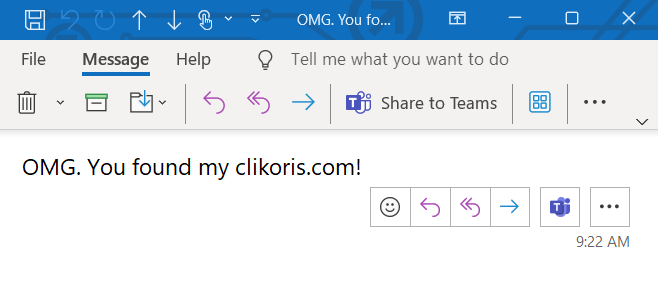 OMG. You fo...
File Message Help Tell me what you want to do
Share to Teams
OMG. You found my clikoris.com!
9:22 AM